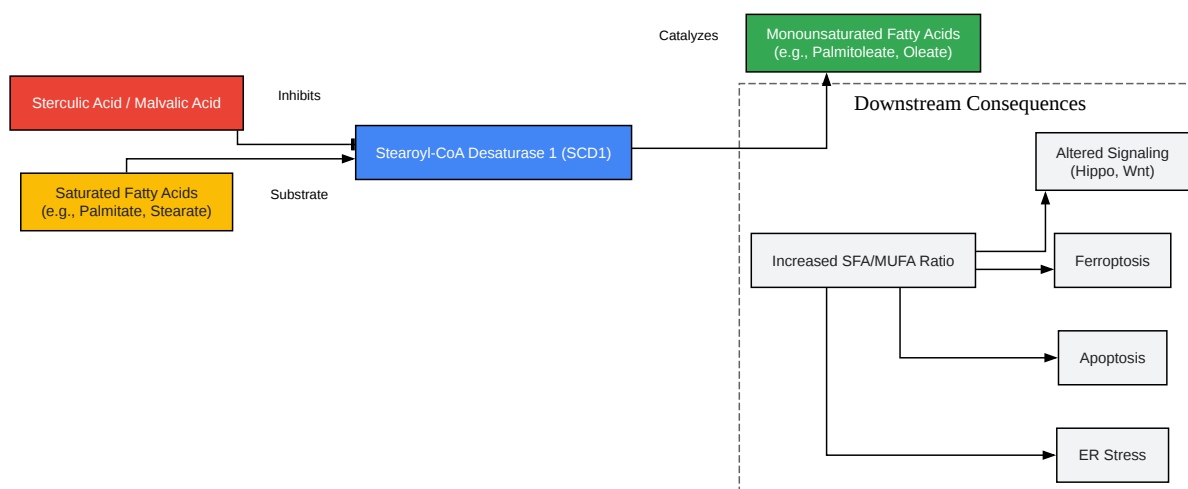 Catalyzes
Monounsaturated Fatty Acids
(e.g., Palmitoleate, Oleate)
Sterculic Acid / Malvalic Acid
Inhibits
Downstream Consequences
Stearoyl-CoA Desaturase 1 (SCD1)
Altered Signaling
(Hippo, Wnt)
Saturated Fatty Acids
(e.g., Palmitate, Stearate)
Substrate
Increased SFA/MUFA Ratio
Ferroptosis
Apoptosis
ER Stress